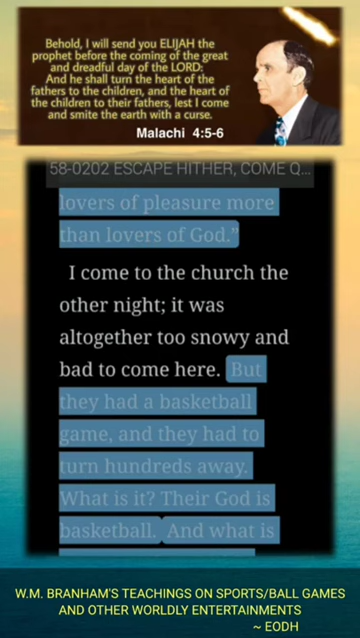 Behold, I will send you ELIJAH the
prophet before the coming of the great
and dreadful day of the LORD:
And he shall turn the heart of the
fathers to the children, and the heart of
the children to their fathers, lest I come
and smite the earth with a curse.
Malachi 4:5-6
58-0202 ESCAPE HITHER, COME Q...
lovers of pleasure more
than lovers of God.”
I come to the church the
other night; it was
altogether too snowy and
bad to come here. But
they had a basketball
game, and they had to
turn hundreds away.
What is it? Their God is
basketball. And what is
W.M. BRANHAM'S TEACHINGS ON SPORTS/BALL GAMES
AND OTHER WORLDLY ENTERTAINMENTS
~ EODH